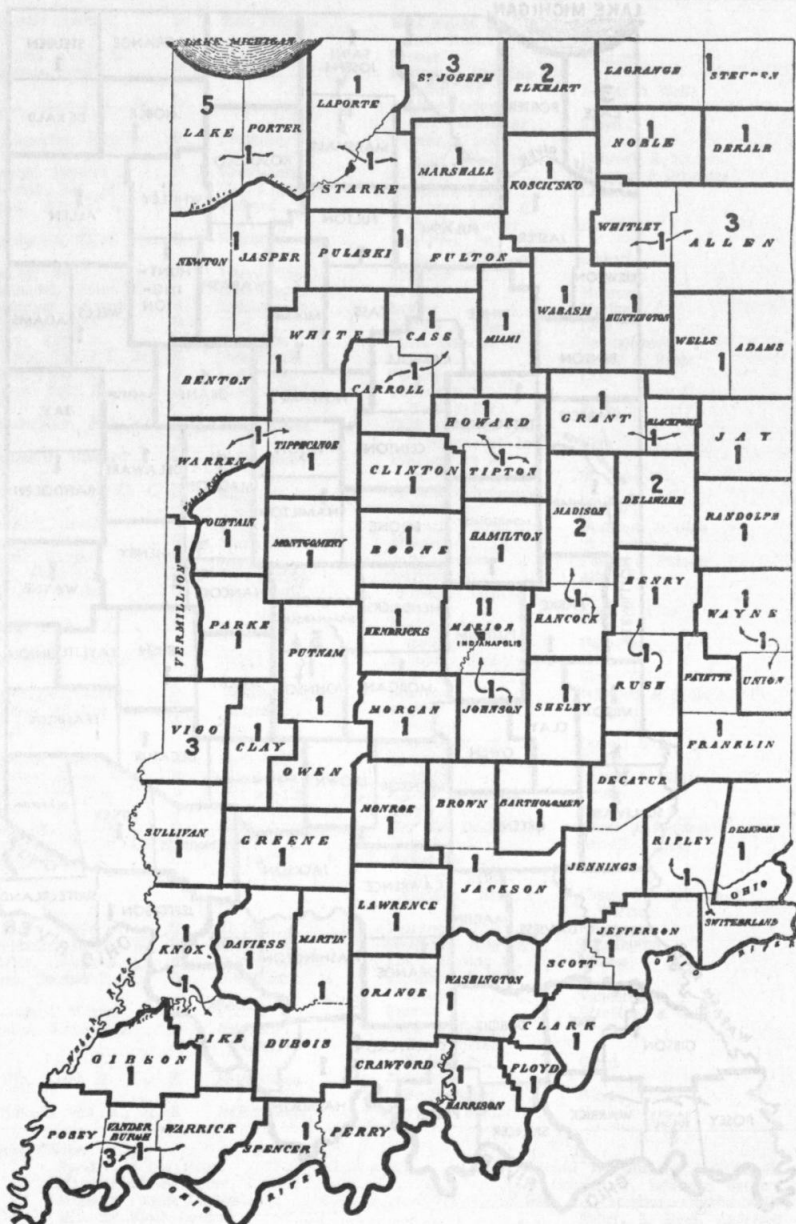 LAKE MICHIGAN
3
ST JOSEPH
2
ELKHART
LAGRANGE
1
STEUBEN
1
LAPORTE
5
LAKE
PORTER
1
1
STARKE
1
MARSHALL
1
KOSCIUSKO
1
NOBLE
1
DEKALB
WHITLEY
1
3
ALLEN
NEWTON
1
JASPER
PULASKI
1
FULTON
1
MIAMI
1
WABASH
1
HUNTINGTON
WELLS
1
ADAMS
WHITE
1
1
CASS
1
CARROLL
BENTON
1
HOWARD
1
TIPTON
1
GRANT
1
BLACKFORD
JAY
1
WARREN
1
TIPPECANOE
1
CLINTON
1
MADISON
2
2
DELAWARE
RANDOLPH
1
FOUNTAIN
1
MONTGOMERY
1
1
BOONE
HAMILTON
1
1
VERMILLION
PARKE
PUTNAM
1
1
HENDRICKS
11
MARION
INDIANAPOLIS
1
JOHNSON
1
HANCOCK
HENRY
1
1
RUSH
1
WAYNE
1
FAYETTE
UNION
VIGO
3
1
CLAY
OWEN
MORGAN
1
1
SHELBY
1
FRANKLIN
SULLIVAN
1
GREENE
1
MONROE
1
BROWN
BARTHOLOMEW
1
DECATUR
1
RIPLEY
1
DEARBORN
1
OHIO
SWITZERLAND
JENNINGS
1
JACKSON
LAWRENCE
1
1
KNOX
1
DAVIESS
1
MARTIN
1
ORANGE
WASHINGTON
1
SCOTT
JEFFERSON
1
OHIO RIVER
CLARK
1
PIKE
DUBOIS
GIBSON
1
CRAWFORD
1
HARRISON
FLOYD
1
POSEY
VANDER
BURGH
3
1
WARRICK
SPENCER
1
PERRY
OHIO RIVER